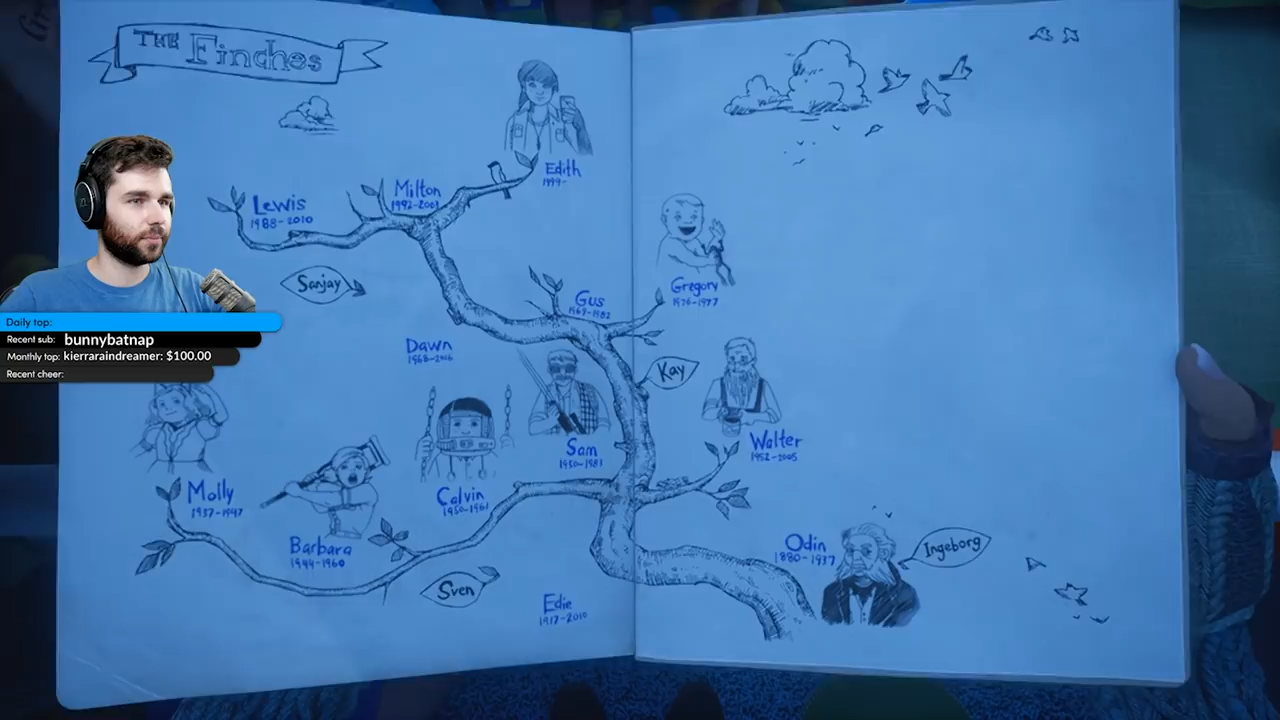 THE Finches
Edith
1999-
Lewis
1988-2010
Milton
1992-2003
Sanjay
Gregory
1976-1977
Gus
1969-1982
Dawn
1968-2016
Kay
Daily top:
Recent sub: bunnybatnap
Monthly top: kierraraindreamer: $100.00
Recent cheer:
Sam
1950-1983
Walter
1952-2005
Molly
1937-1947
Calvin
1950-1961
Barbara
1944-1960
Odin
1880-1937
Ingeborg
Sven
Edie
1917-2010